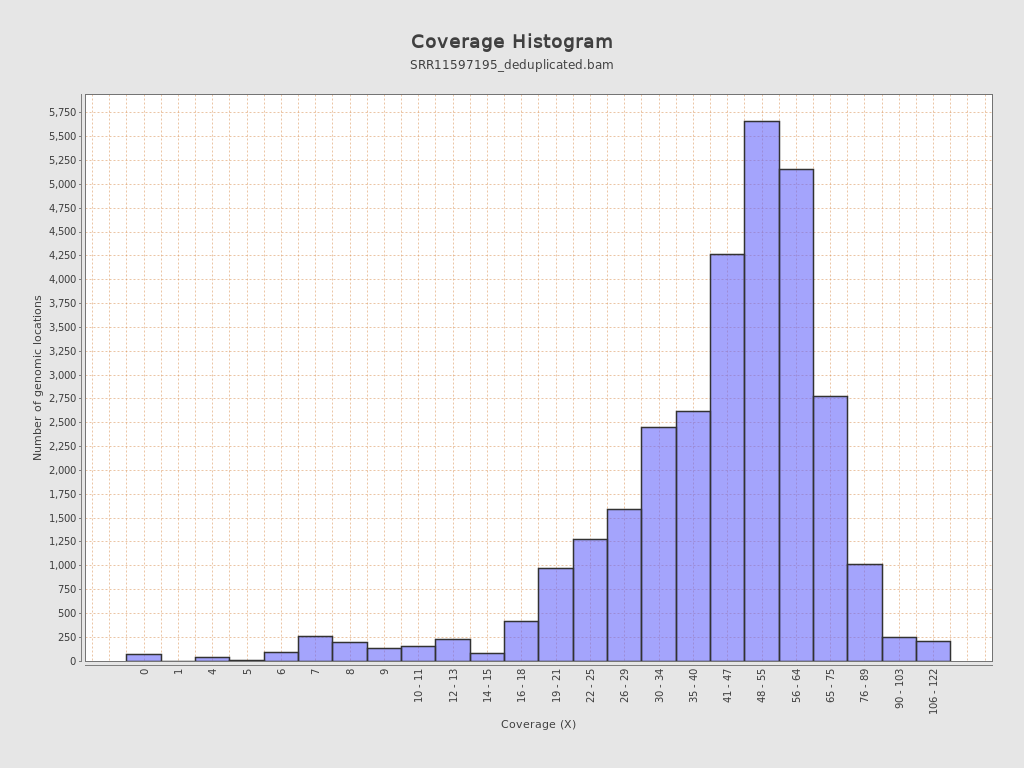 Coverage Histogram
SRR11597195_deduplicated.bam
Number of genomic locations
5,750
5,500
5,250
5,000
4,750
4,500
4,250
4,000
3,750
3,500
3,250
3,000
2,750
2,500
2,250
2,000
1,750
1,500
1,250
1,000
750
500
250
0
0
1
4
5
6
7
8
9
10 - 11
12 - 13
14 - 15
16 - 18
19 - 21
22 - 25
26 - 29
30 - 34
35 - 40
41 - 47
48 - 55
56 - 64
65 - 75
76 - 89
90 - 103
106 - 122
Coverage (X)